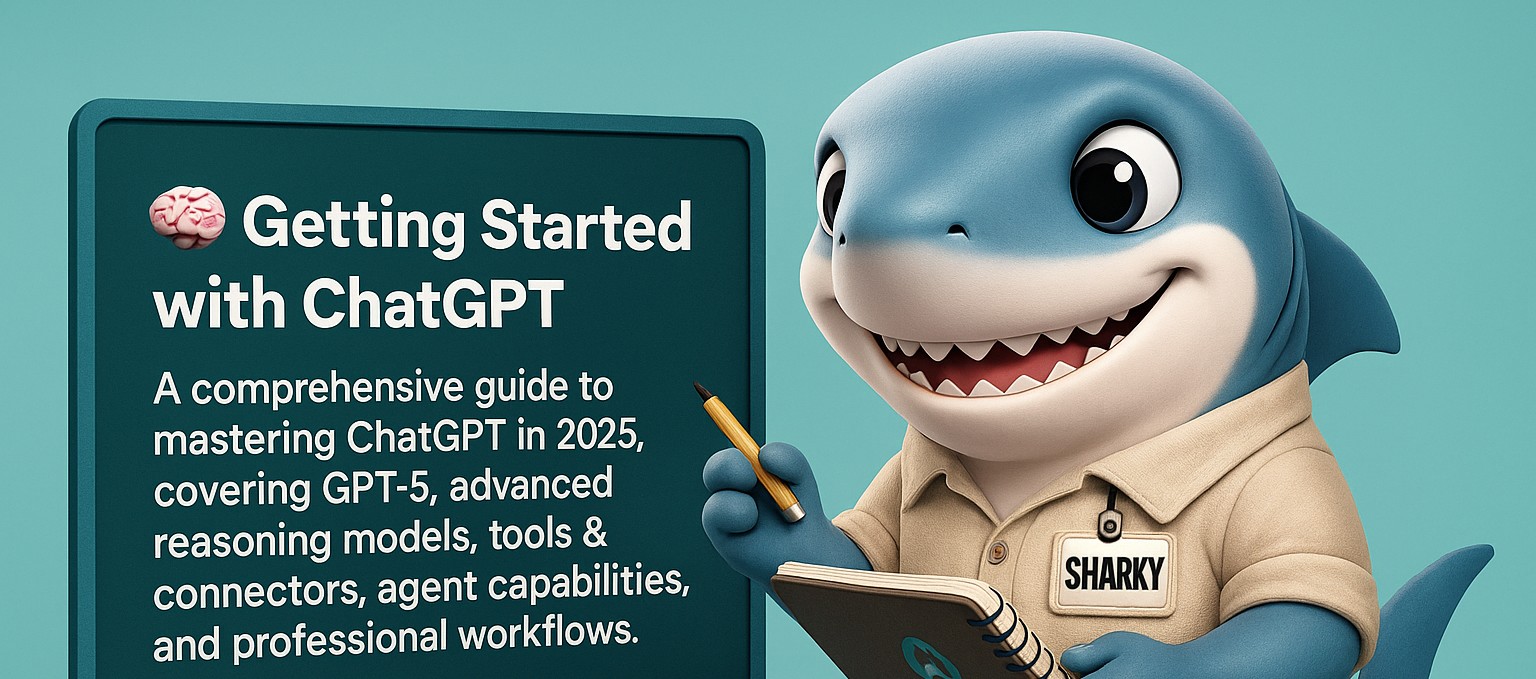 Getting Started
with ChatGPT
A comprehensive guide to
mastering ChatGPT in 2025,
covering GPT-5, advanced
reasoning models, tools &
connectors, agent capabilities,
and professional workflows.
SHARKY